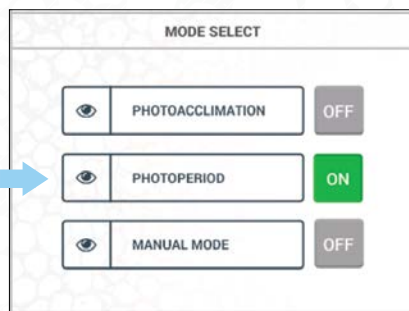 MODE SELECT
PHOTOACCLIMATION OFF
PHOTOPERIOD ON
MANUAL MODE OFF